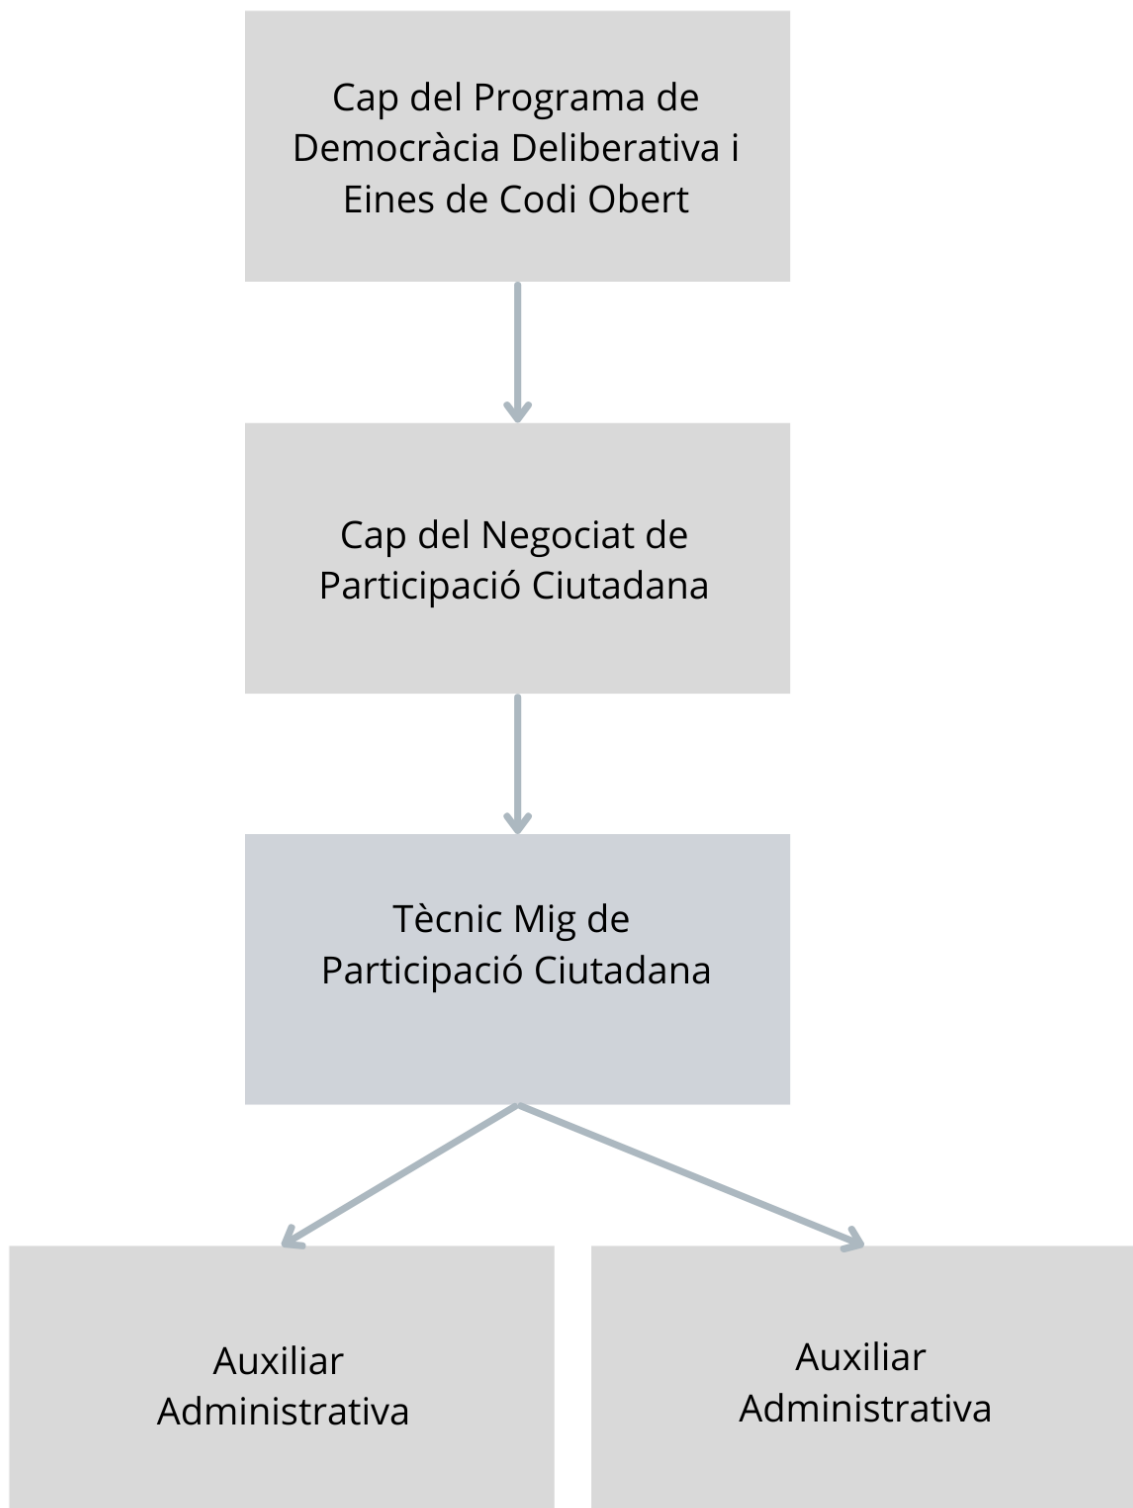 Cap del Programa de
Democràcia Deliberativa i
Eines de Codi Obert
Cap del Negociat de
Participació Ciutadana
Tècnic Mig de
Participació Ciutadana
Auxiliar
Administrativa
Auxiliar
Administrativa